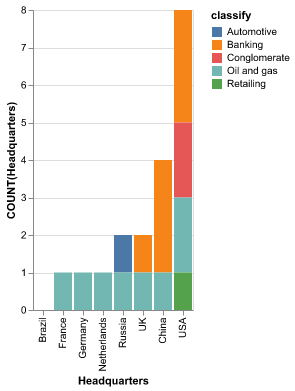 classify
Automotive
Banking
Conglomerate
Oil and gas
Retailing
COUNT(Headquarters)
8
7
6
5
4
3
2
1
0
Brazil
France
Germany
Netherlands
Russia
UK
China
USA
Headquarters